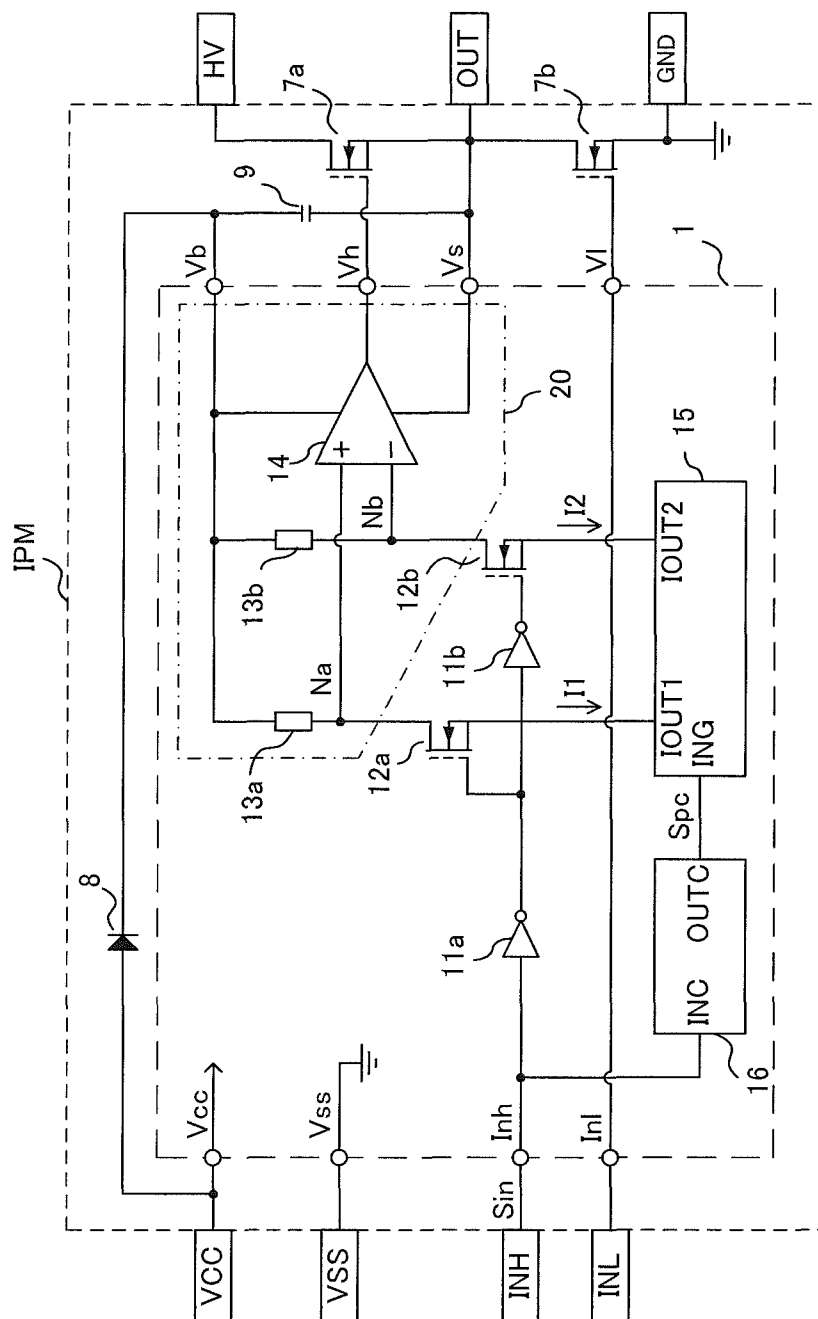 IPM
HV
OUT
GND
7a
7b
9
8
1
Vb
Vh
Vs
Vl
20
14
+
−
Na
Nb
13a
13b
12a
12b
11a
11b
I1
I2
15
IOUT1
IOUT2
ING
Spc
16
INC
OUTC
Vcc
Vss
Inh
Inl
Sin
VCC
VSS
INH
INL